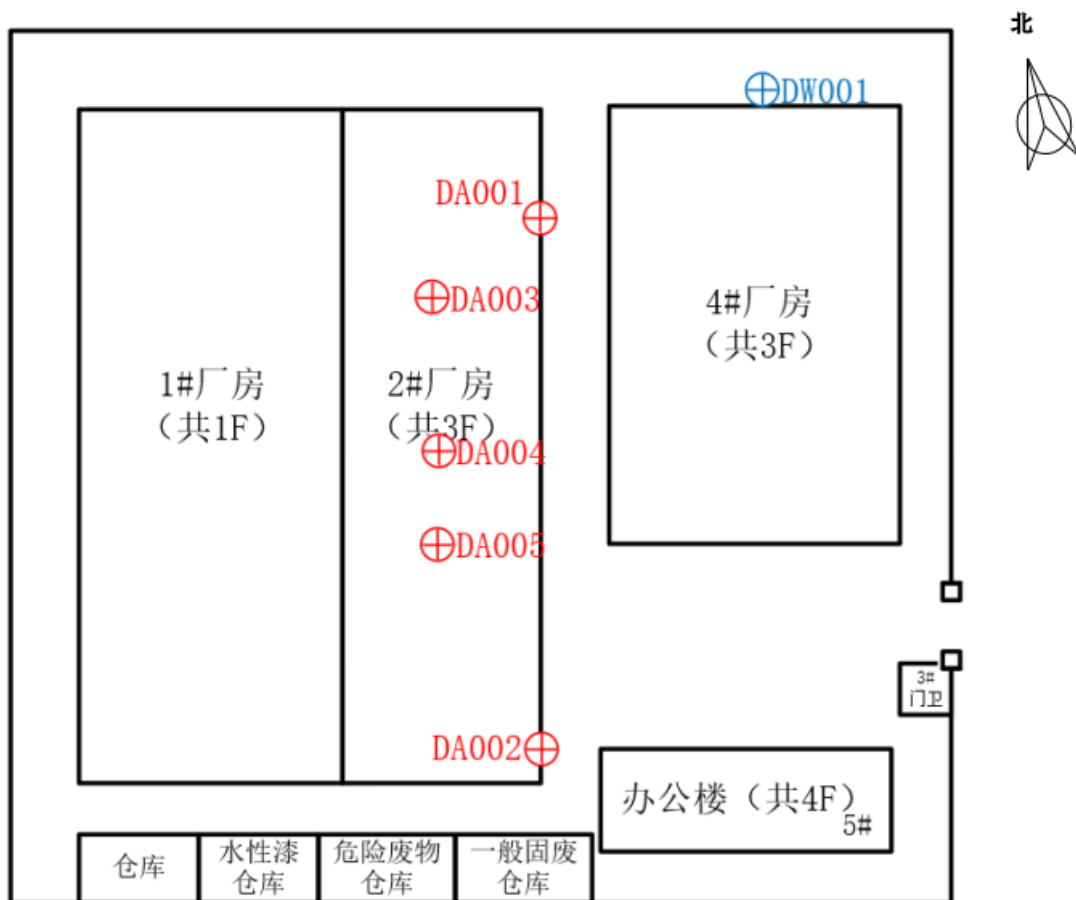 北
DW001
DA001
DA003
4#厂房
（共3F）
1#厂房
（共1F）
2#厂房
（共3F）
DA004
DA005
3#
门卫
DA002
办公楼（共4F）
5#
仓库
水性漆
仓库
危险废物
仓库
一般固废
仓库